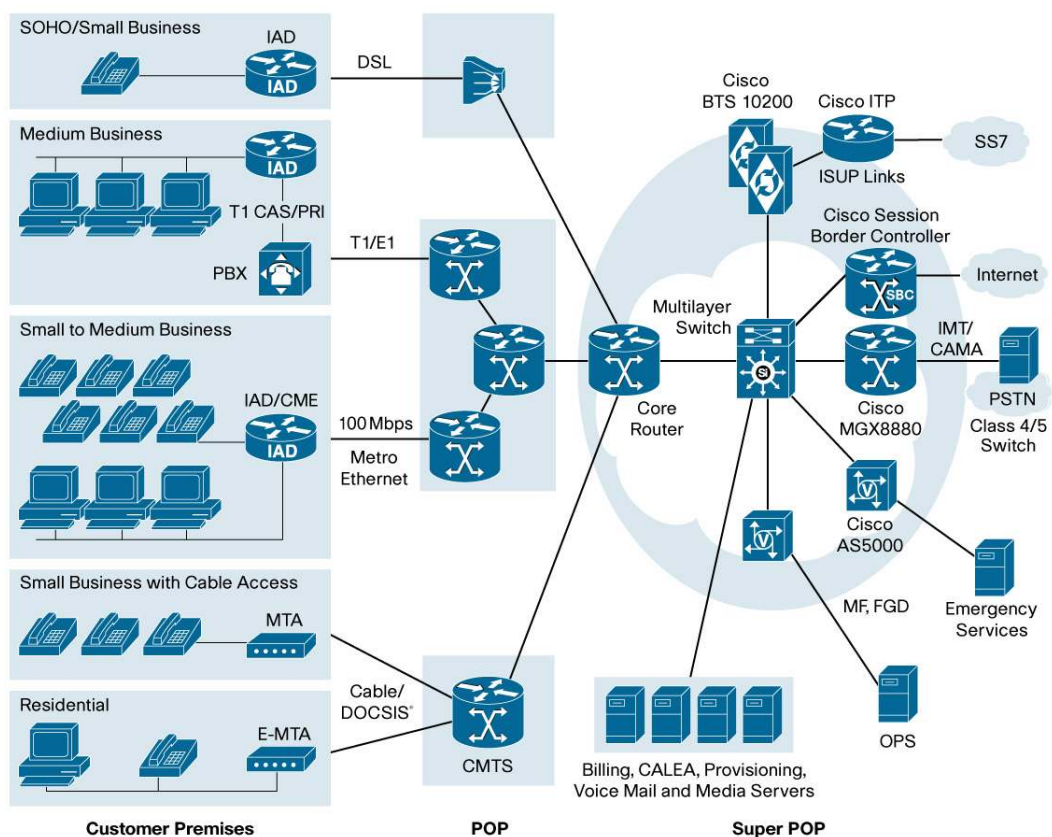 SOHO/Small Business
IAD
IAD
DSL
Medium Business
IAD
T1 CAS/PRI
PBX
T1/E1
Small to Medium Business
IAD/CME
IAD
100 Mbps
Metro
Ethernet
Small Business with Cable Access
MTA
Residential
E-MTA
Cable/
DOCSIS®
CMTS
Core
Router
Multilayer
Switch
Si
Cisco
BTS 10200
Cisco ITP
ISUP Links
SS7
Cisco Session
Border Controller
SBC
Internet
IMT/
CAMA
Cisco
MGX8880
PSTN
Class 4/5
Switch
V
Cisco
AS5000
V
MF, FGD
Emergency
Services
OPS
Billing, CALEA, Provisioning,
Voice Mail and Media Servers
Customer Premises
POP
Super POP